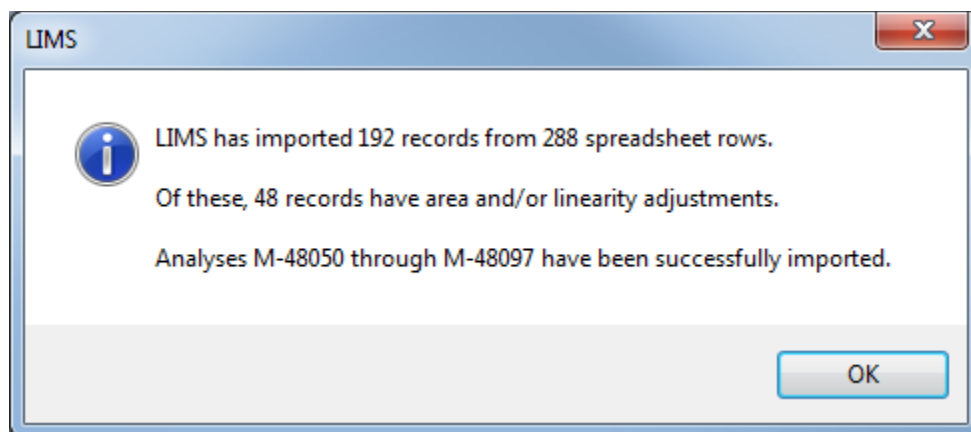 LIMS
LIMS has imported 192 records from 288 spreadsheet rows.
Of these, 48 records have area and/or linearity adjustments.
Analyses M-48050 through M-48097 have been successfully imported.
OK